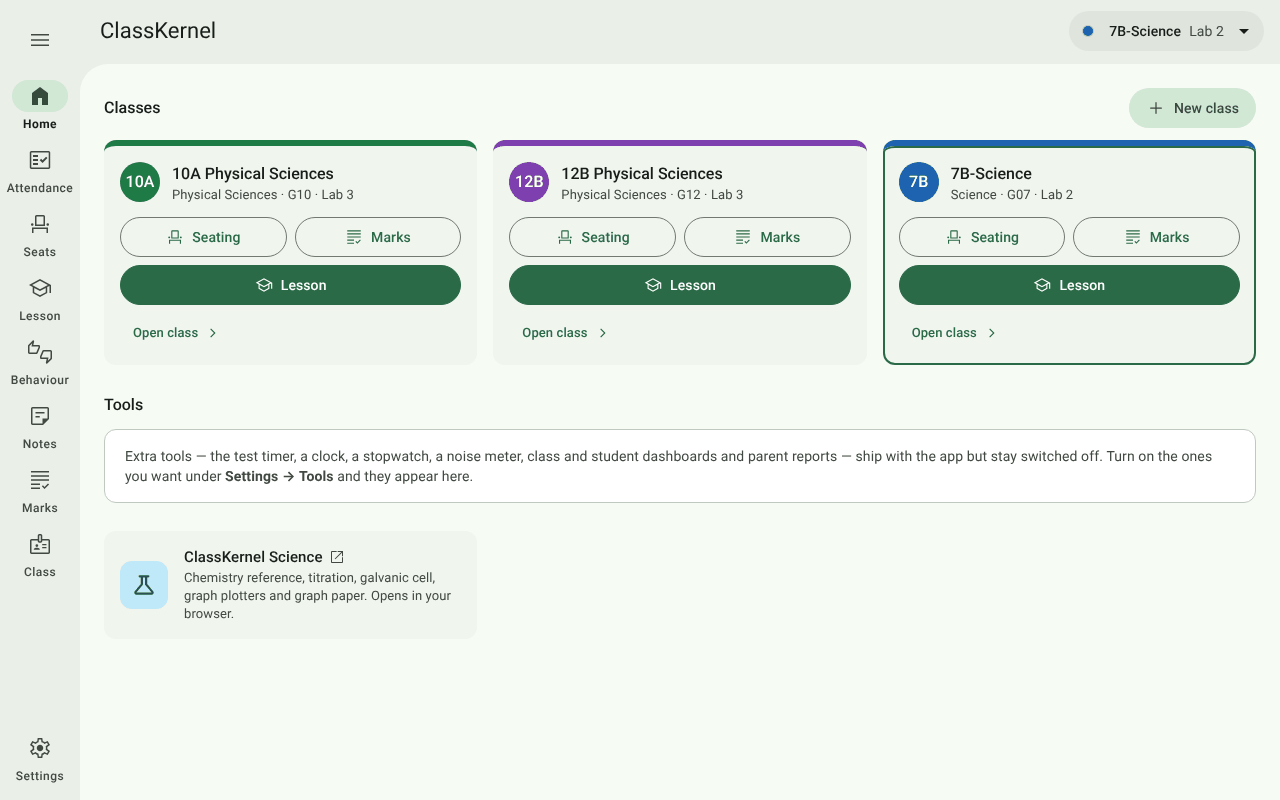 ClassKernel
7B-Science Lab 2
Home
Attendance
Seats
Lesson
Behaviour
Notes
Marks
Class
Settings
Classes
New class
10A
10A Physical Sciences
Physical Sciences · G10 · Lab 3
Seating
Marks
Lesson
Open class
12B
12B Physical Sciences
Physical Sciences · G12 · Lab 3
Seating
Marks
Lesson
Open class
7B
7B-Science
Science · G07 · Lab 2
Seating
Marks
Lesson
Open class
Tools
Extra tools — the test timer, a clock, a stopwatch, a noise meter, class and student dashboards and parent reports — ship with the app but stay switched off. Turn on the ones
you want under Settings → Tools and they appear here.
ClassKernel Science
Chemistry reference, titration, galvanic cell,
graph plotters and graph paper. Opens in your
browser.